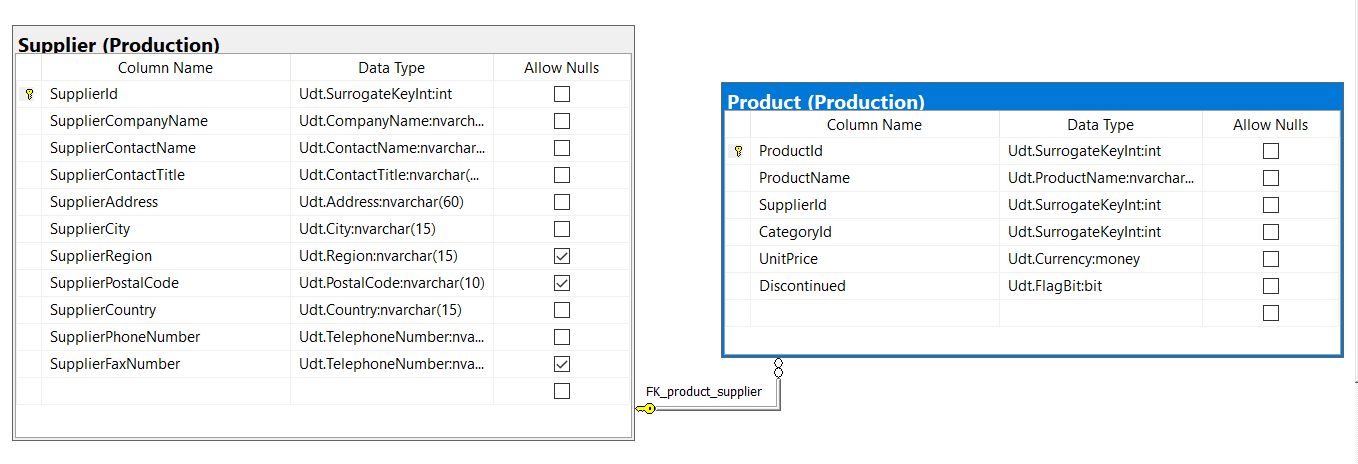 Supplier (Production)
Column Name Data Type Allow Nulls
SupplierId Udt.SurrogateKeyInt:int
SupplierCompanyName Udt.CompanyName:nvarch...
SupplierContactName Udt.ContactName:nvarchar...
SupplierContactTitle Udt.ContactTitle:nvarchar(...
SupplierAddress Udt.Address:nvarchar(60)
SupplierCity Udt.City:nvarchar(15)
SupplierRegion Udt.Region:nvarchar(15)
SupplierPostalCode Udt.PostalCode:nvarchar(10)
SupplierCountry Udt.Country:nvarchar(15)
SupplierPhoneNumber Udt.TelephoneNumber:nva...
SupplierFaxNumber Udt.TelephoneNumber:nva...
Product (Production)
Column Name Data Type Allow Nulls
ProductId Udt.SurrogateKeyInt:int
ProductName Udt.ProductName:nvarchar...
SupplierId Udt.SurrogateKeyInt:int
CategoryId Udt.SurrogateKeyInt:int
UnitPrice Udt.Currency:money
Discontinued Udt.FlagBit:bit
FK_product_supplier